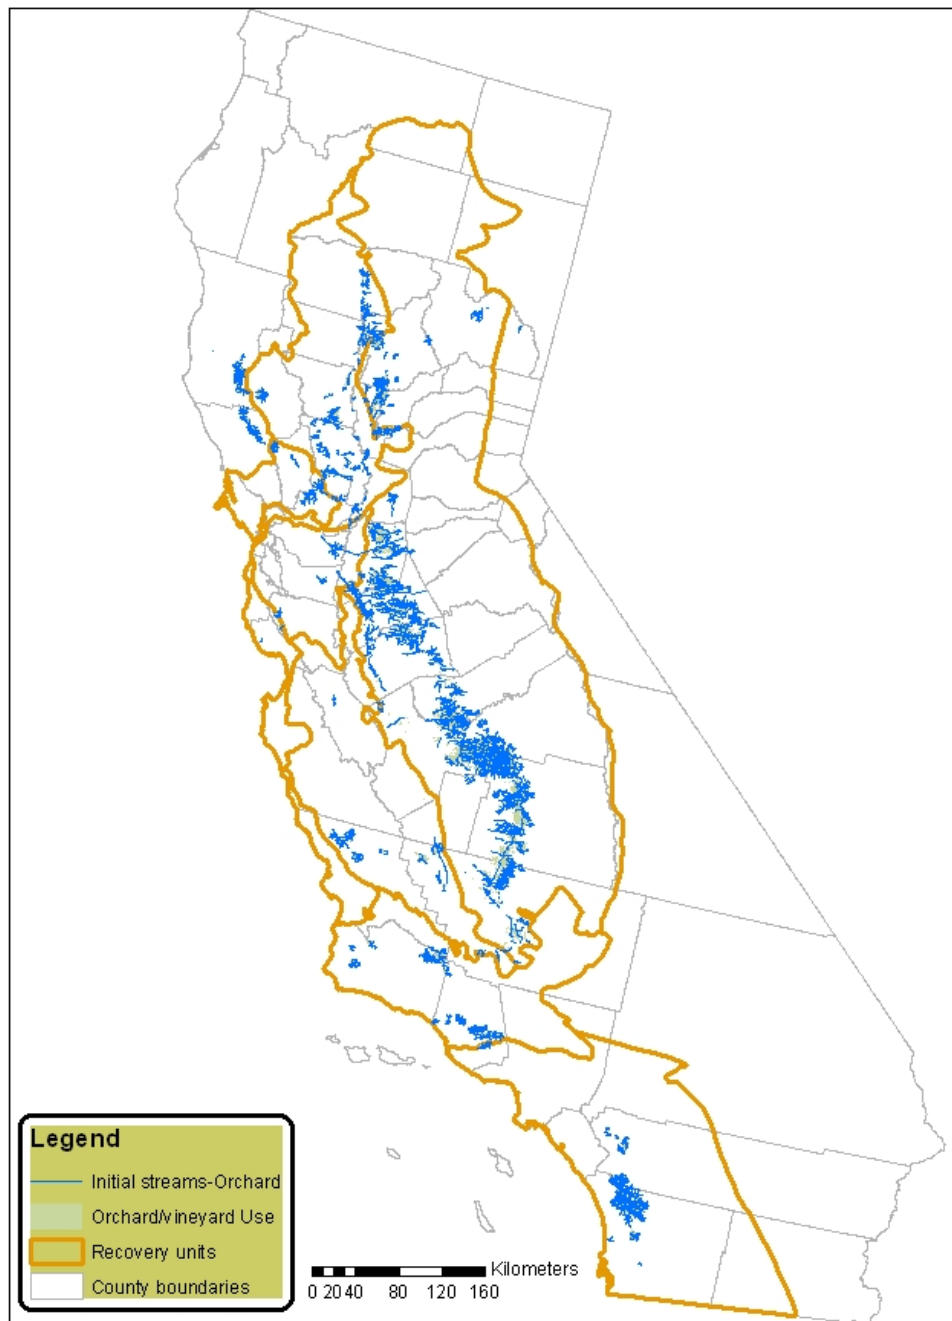 Legend
Initial streams-Orchard
Orchard/vineyard Use
Recovery units
County boundaries
Kilometers
0 20 40 80 120 160